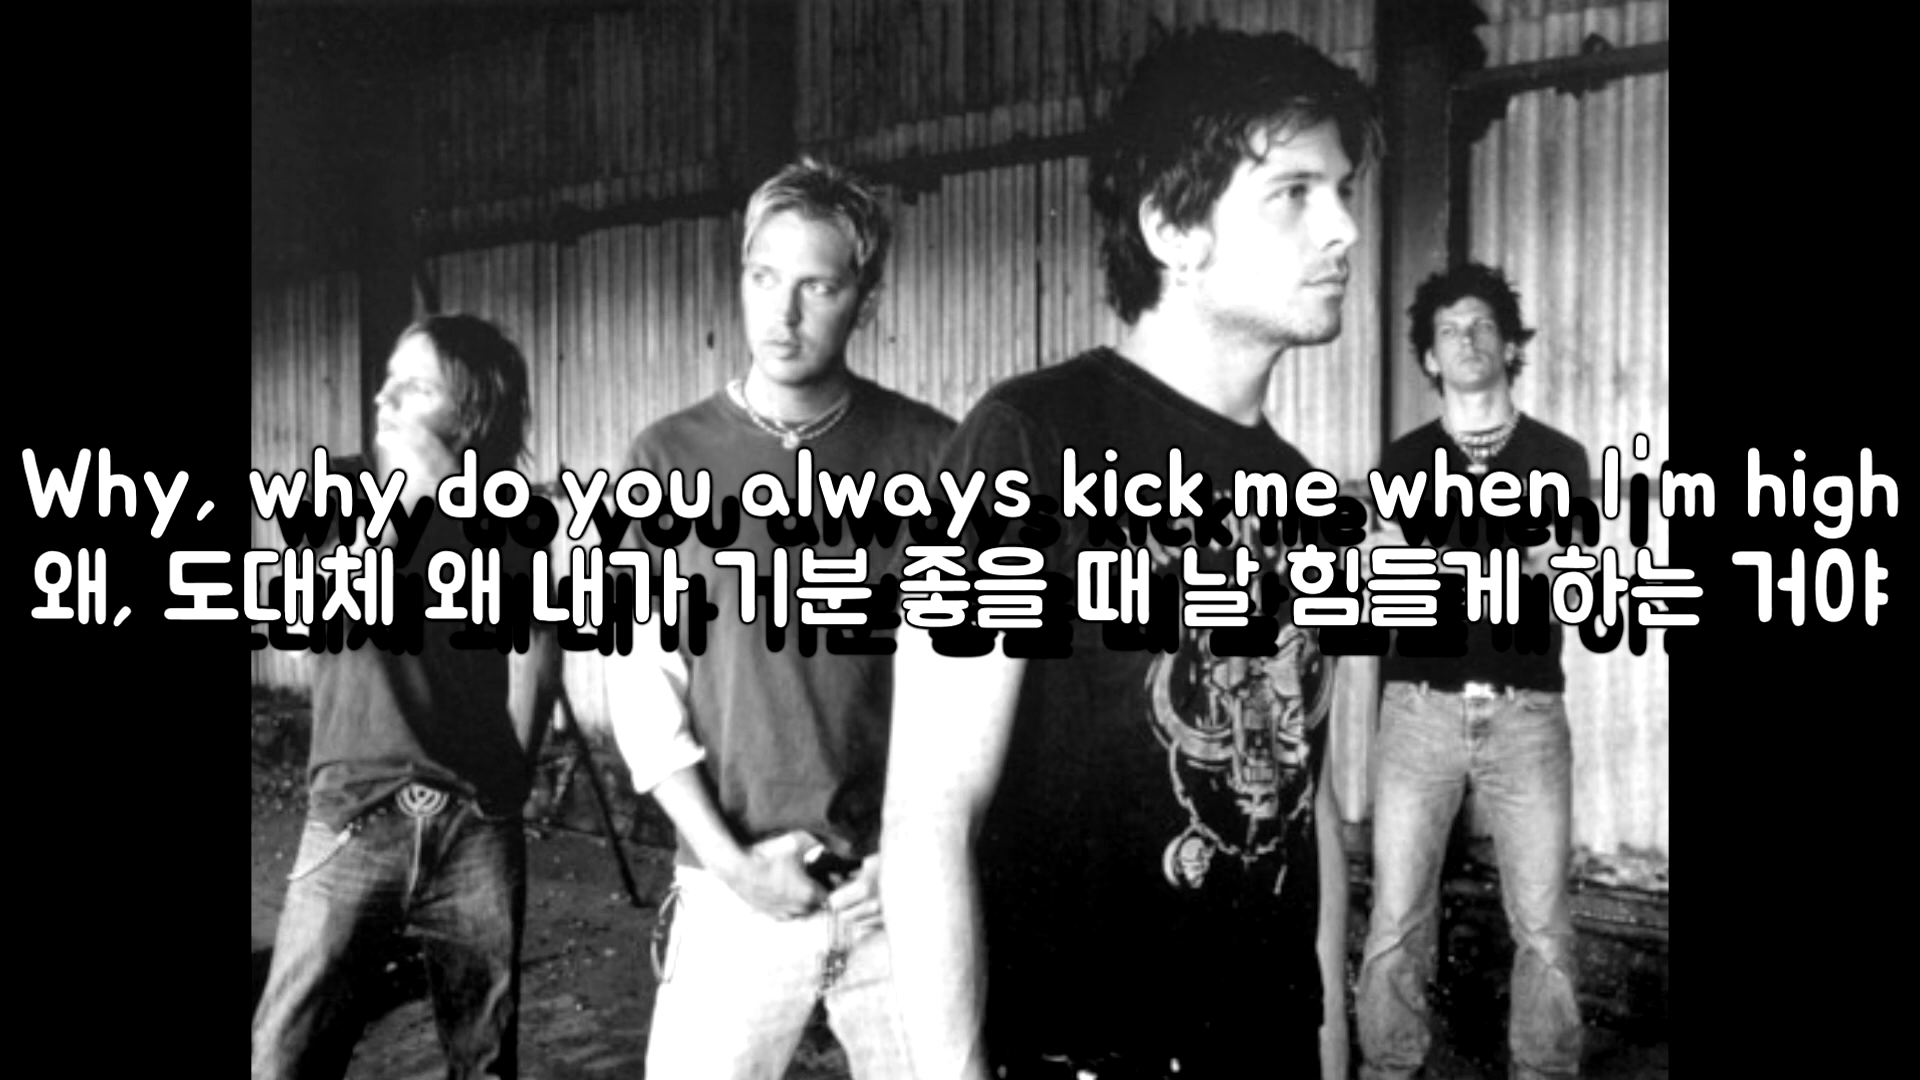 Why, why do you always kick me when I'm high
왜, 도대체 왜 내가 기분 좋을 때 날 힘들게 하는 거야